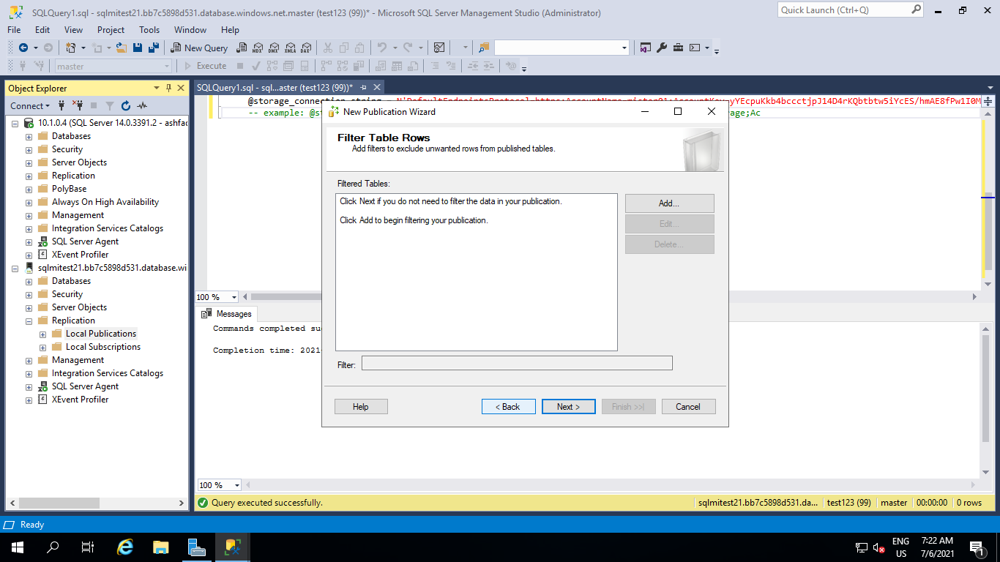 SQLQuery1.sql - sqlmitest21.bb7c5898d531.database.windows.net.master (test123 (99))* - Microsoft SQL Server Management Studio (Administrator)
Quick Launch (Ctrl+Q)
File Edit View Project Tools Window Help
New Query
MDX DMX XMLA DAX
master
Execute
Object Explorer
SQLQuery1.sql - sql...aster (test123 (99))*
Connect
10.1.0.4 (SQL Server 14.0.3391.2 - ashfac
Databases
Security
Server Objects
Replication
PolyBase
Always On High Availability
Management
Integration Services Catalogs
SQL Server Agent
XEvent Profiler
sqlmitest21.bb7c5898d531.database.wi
Databases
Security
Server Objects
Replication
Local Publications
Local Subscriptions
Management
Integration Services Catalogs
SQL Server Agent
XEvent Profiler
@storage_connection_string
-- example: @st
age;Ac
100 %
Messages
Commands completed su
Completion time: 2021
100 %
New Publication Wizard
Filter Table Rows
Add filters to exclude unwanted rows from published tables.
Filtered Tables:
Click Next if you do not need to filter the data in your publication.
Click Add to begin filtering your publication.
Add...
Edit...
Delete...
Filter:
Help
< Back
Next >
Finish >>|
Cancel
Query executed successfully.
sqlmitest21.bb7c5898d531.da... test123 (99) master 00:00:00 0 rows
Ready
ENG
US
7:22 AM
7/6/2021
1